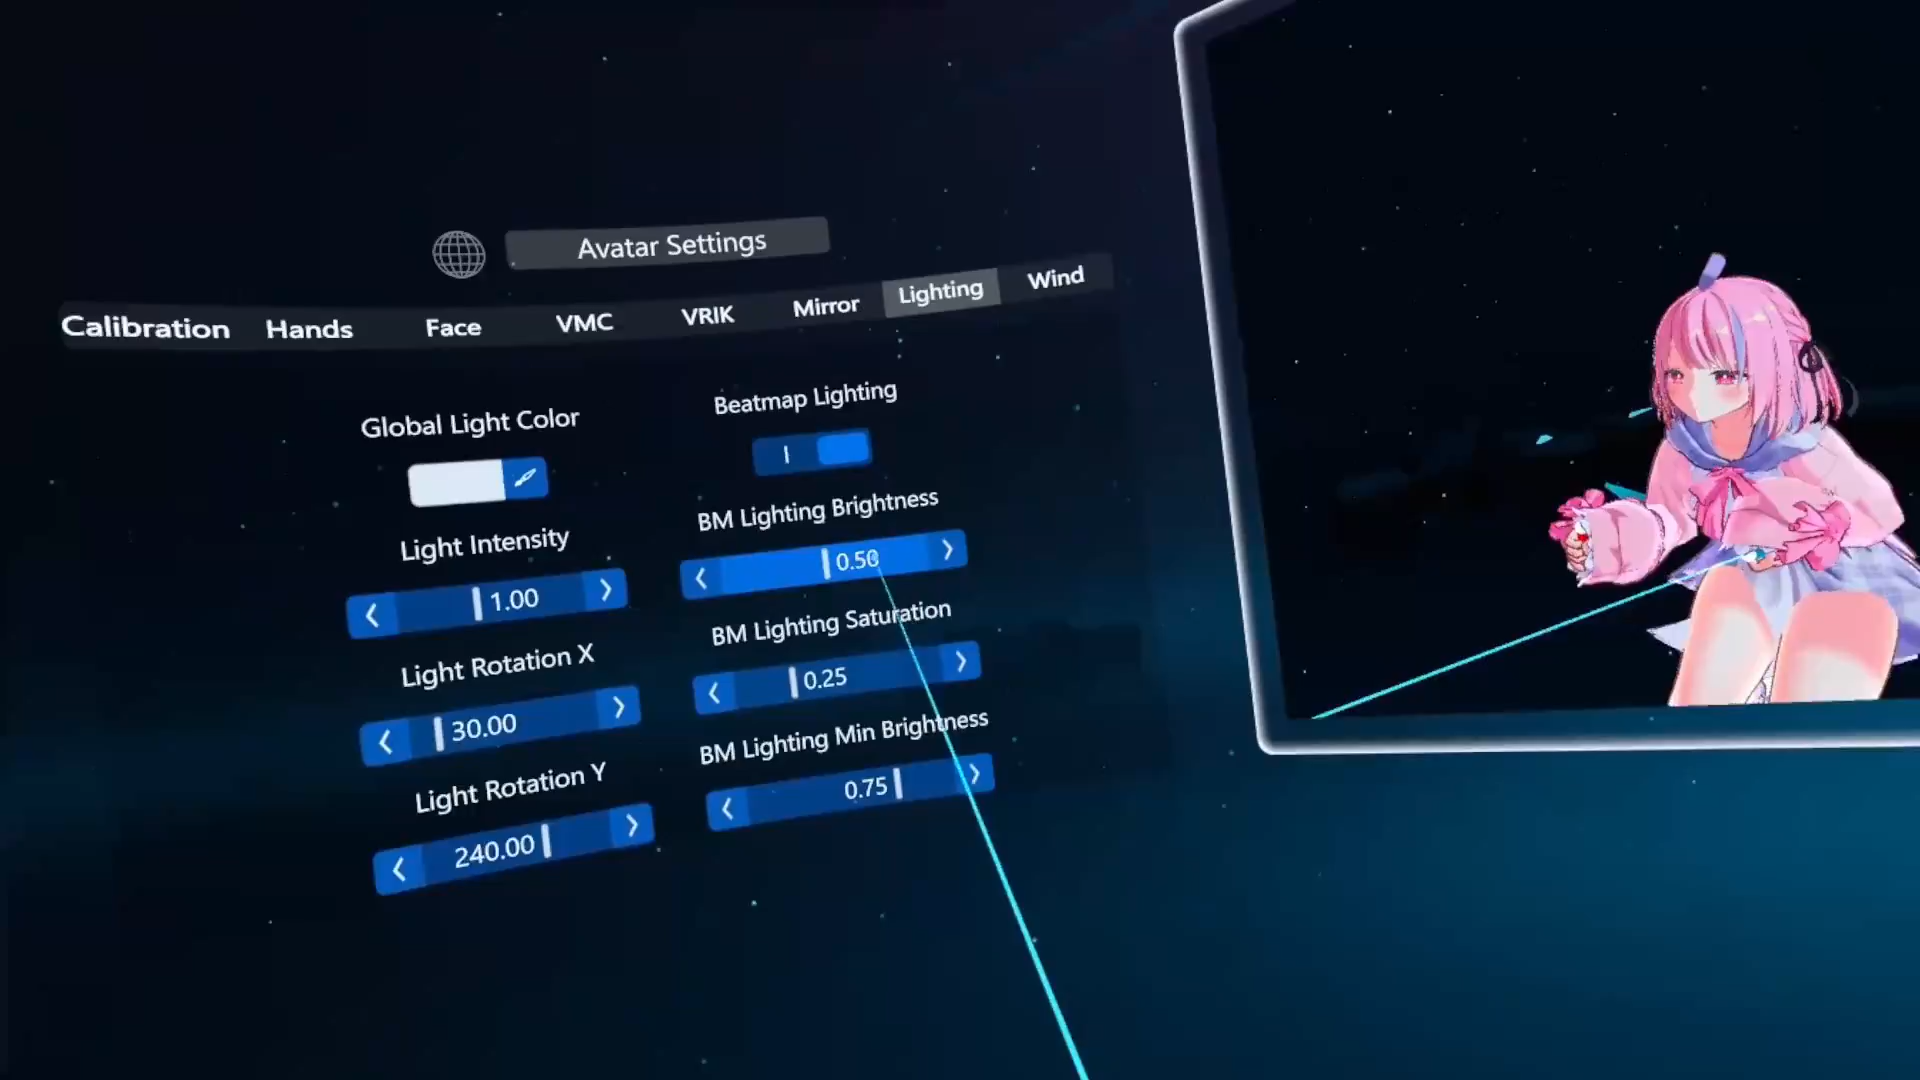 Avatar Settings
Calibration
Hands
Face
VMC
VRIK
Mirror
Lighting
Wind
Global Light Color
Light Intensity
1.00
Light Rotation X
30.00
Light Rotation Y
240.00
Beatmap Lighting
BM Lighting Brightness
0.50
BM Lighting Saturation
0.25
BM Lighting Min Brightness
0.75